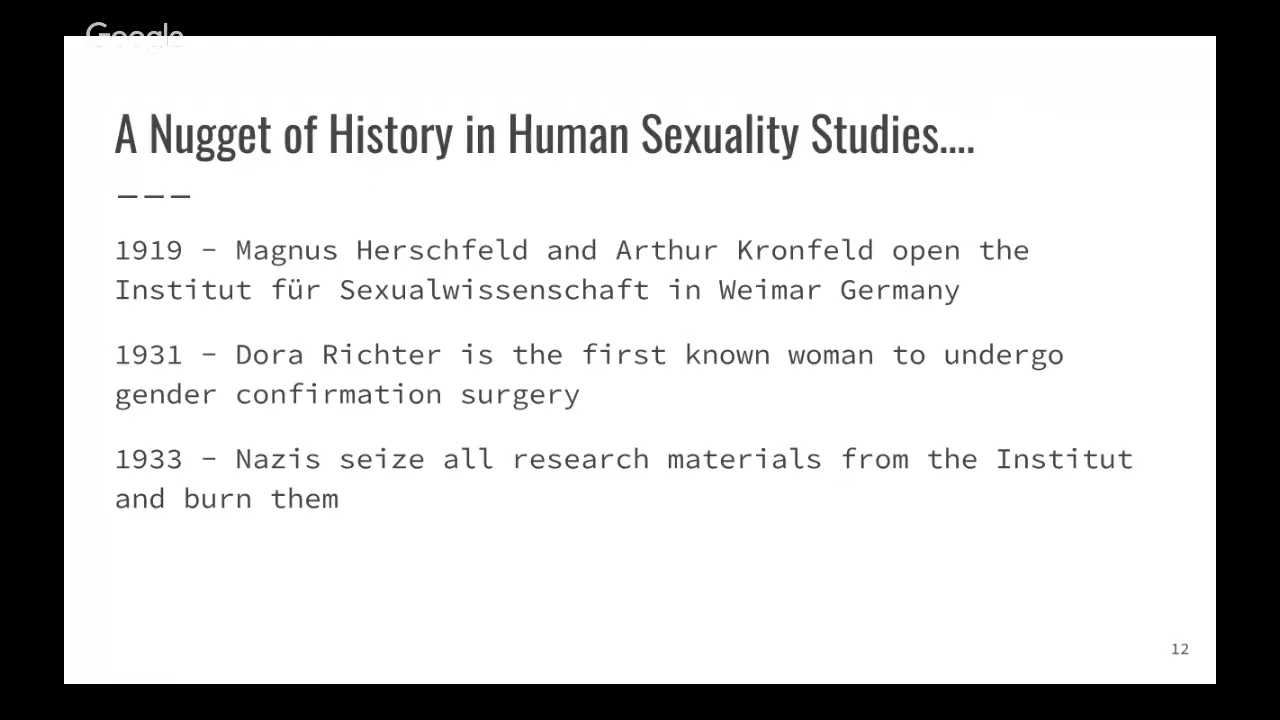 Google
A Nugget of History in Human Sexuality Studies....
———
1919 - Magnus Herschfeld and Arthur Kronfeld open the
Institut für Sexualwissenschaft in Weimar Germany
1931 - Dora Richter is the first known woman to undergo
gender confirmation surgery
1933 - Nazis seize all research materials from the Institut
and burn them
12